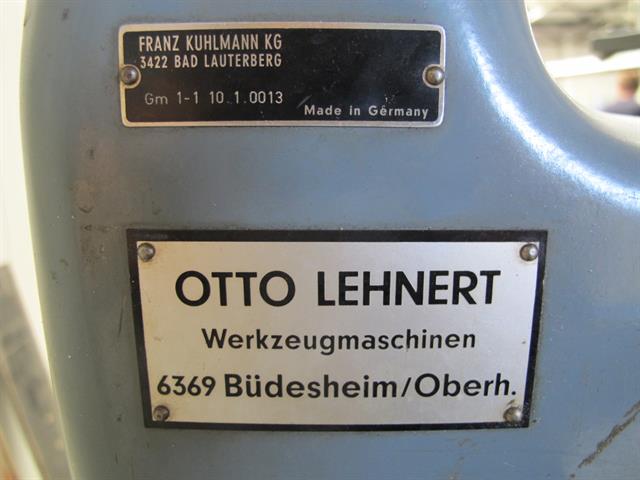 FRANZ KUHLMANN KG
3422 BAD LAUTERBERG
Gm 1-1 10.1.0013
Made in Germany
OTTO LEHNERT
Werkzeugmaschinen
6369 Büdesheim/Oberh.